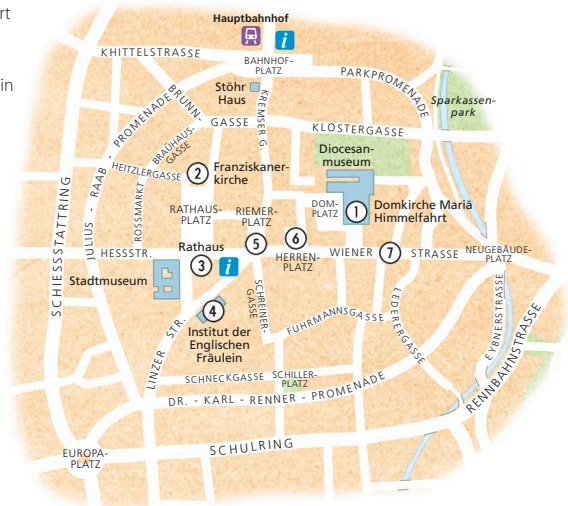 rt
in
Hauptbahnhof
i
KHITTELSTRASSE
BAHNHOF-
PLATZ
PARKPROMENADE
Stöhr
Haus
KREMSER G.
Sparkassen-
park
JULIUS - RAAB - PROMENADE
BRUNN-
GASSE
KLOSTERGASSE
BRÄUHAUS-
GASSE
Diocesan-
museum
HEITZLERGASSE
2
Franziskaner-
kirche
ROSSMARKT
SCHIESSSTATTRING
RATHAUS-
PLATZ
RIEMER-
PLATZ
DOM-
PLATZ
1
Domkirche Mariä
Himmelfahrt
HESSSTR.
Rathaus
3
i
5
6
HERREN-
PLATZ
WIENER
7
STRASSE
NEUGEBÄUDE-
PLATZ
Stadtmuseum
4
Institut der
Englischen
Fräulein
SCHREINER-
GASSE
FUHRMANNSGASSE
LEDERERGASSE
EYBNERSTRASSE
RENNBAHNSTRASSE
LINZER STR.
SCHNECKGASSE
SCHILLER-
PLATZ
DR. - KARL - RENNER - PROMENADE
EUROPA-
PLATZ
SCHULRING